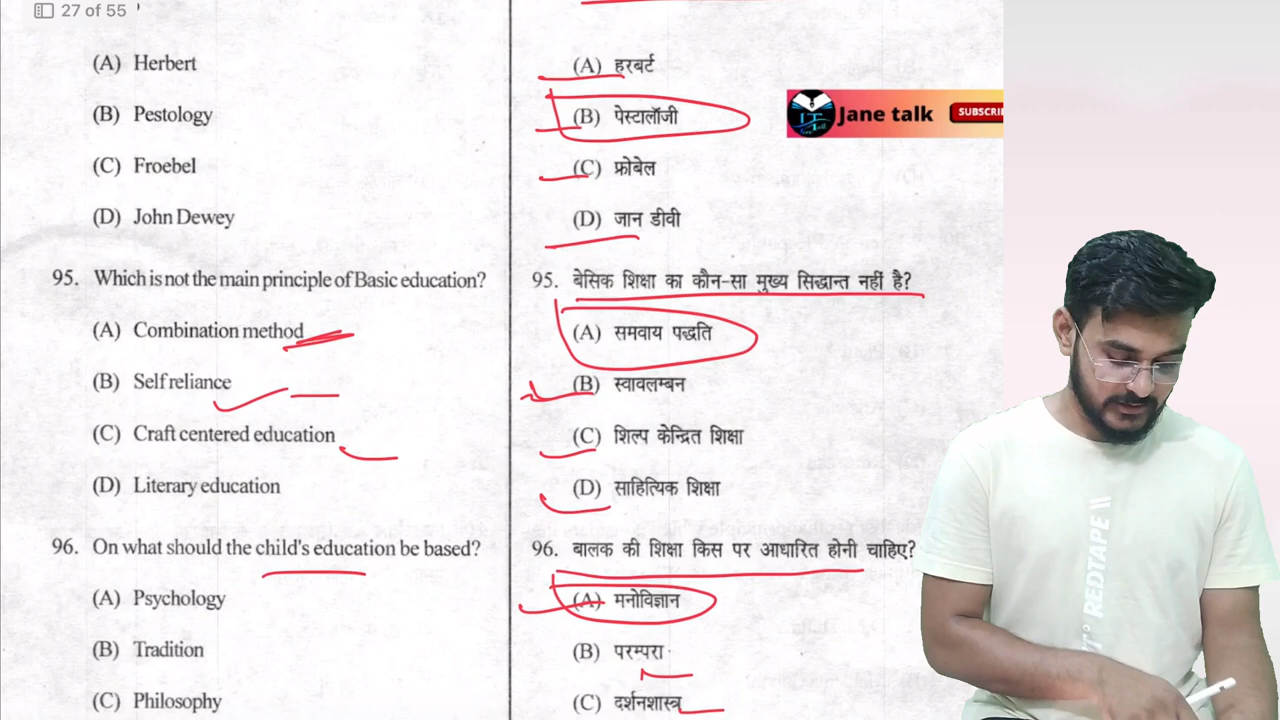 27 of 55
(A) Herbert
(B) Pestology
(C) Froebel
(D) John Dewey
95. Which is not the main principle of Basic education?
(A) Combination method
(B) Self reliance
(C) Craft centered education
(D) Literary education
96. On what should the child's education be based?
(A) Psychology
(B) Tradition
(C) Philosophy
(A) हरबर्ट
(B) पेस्टालॉजी
(C) फ्रोबेल
(D) जान डीवी
95. बेसिक शिक्षा का कौन-सा मुख्य सिद्धान्त नहीं है?
(A) समवाय पद्धति
(B) स्वावलम्बन
(C) शिल्प केन्द्रित शिक्षा
(D) साहित्यिक शिक्षा
96. बालक की शिक्षा किस पर आधारित होनी चाहिए?
(A) मनोविज्ञान
(B) परम्परा
(C) दर्शनशास्त्र
Jane talk
SUBSCRI
REDTAPE